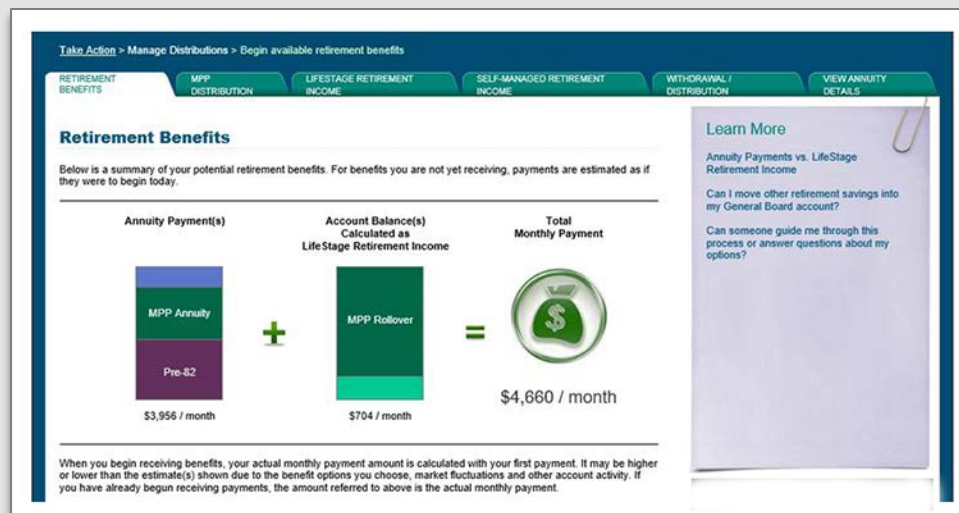 Take Action > Manage Distributions > Begin available retirement benefits
RETIREMENT
BENEFITS
MPP
DISTRIBUTION
LIFESTAGE RETIREMENT
INCOME
SELF-MANAGED RETIREMENT
INCOME
WITHDRAWAL /
DISTRIBUTION
VIEW ANNUITY
DETAILS
Retirement Benefits
Below is a summary of your potential retirement benefits. For benefits you are not yet receiving, payments are estimated as if
they were to begin today.
Annuity Payment(s)
MPP Annuity
Pre-82
$3,956 / month
+
Account Balance(s)
Calculated as
LifeStage Retirement Income
MPP Rollover
$704 / month
=
Total
Monthly Payment
$
$4,660 / month
When you begin receiving benefits, your actual monthly payment amount is calculated with your first payment. It may be higher
or lower than the estimate(s) shown due to the benefit options you choose, market fluctuations and other account activity. If
you have already begun receiving payments, the amount referred to above is the actual monthly payment.
Learn More
Annuity Payments vs. LifeStage
Retirement Income
Can I move other retirement savings into
my General Board account?
Can someone guide me through this
process or answer questions about my
options?